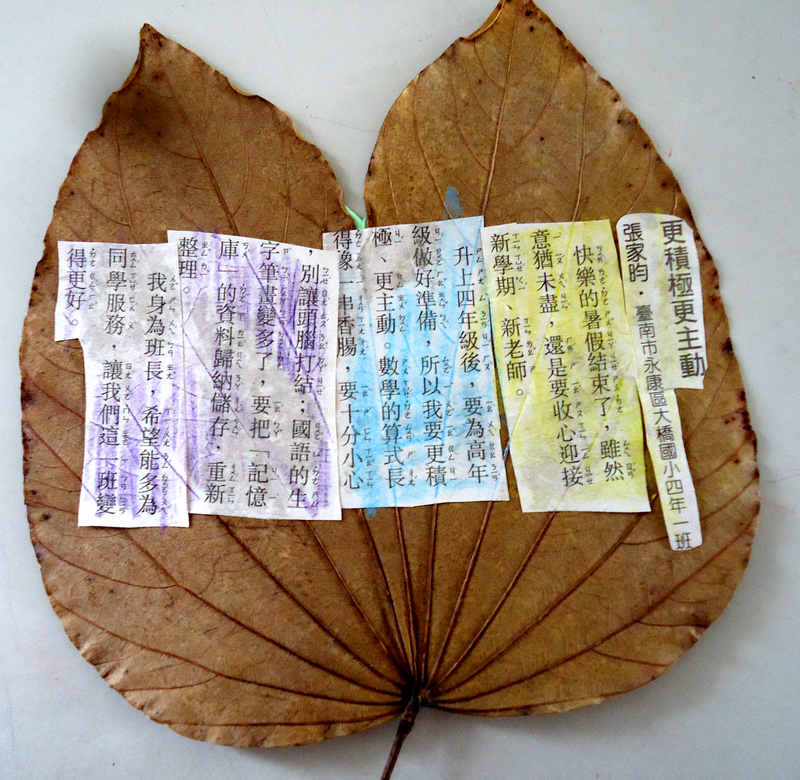 更積極更主動
張家昀・臺南市永康區大橋國小四年一班
快樂的暑假結束了，雖然
意猶未盡，還是要收心迎接
新學期、新老師。
升上四年級後，要為高年
級做好準備，所以我要更積
極、更主動。數學的算式長
得像一串香腸，要十分小心
，別讓頭腦打結；國語的生
字筆畫變多了，要把「記憶
庫」的資料歸納儲存，重新
整理。
我身為班長，希望能多為
同學服務，讓我們這一班變
得更好。